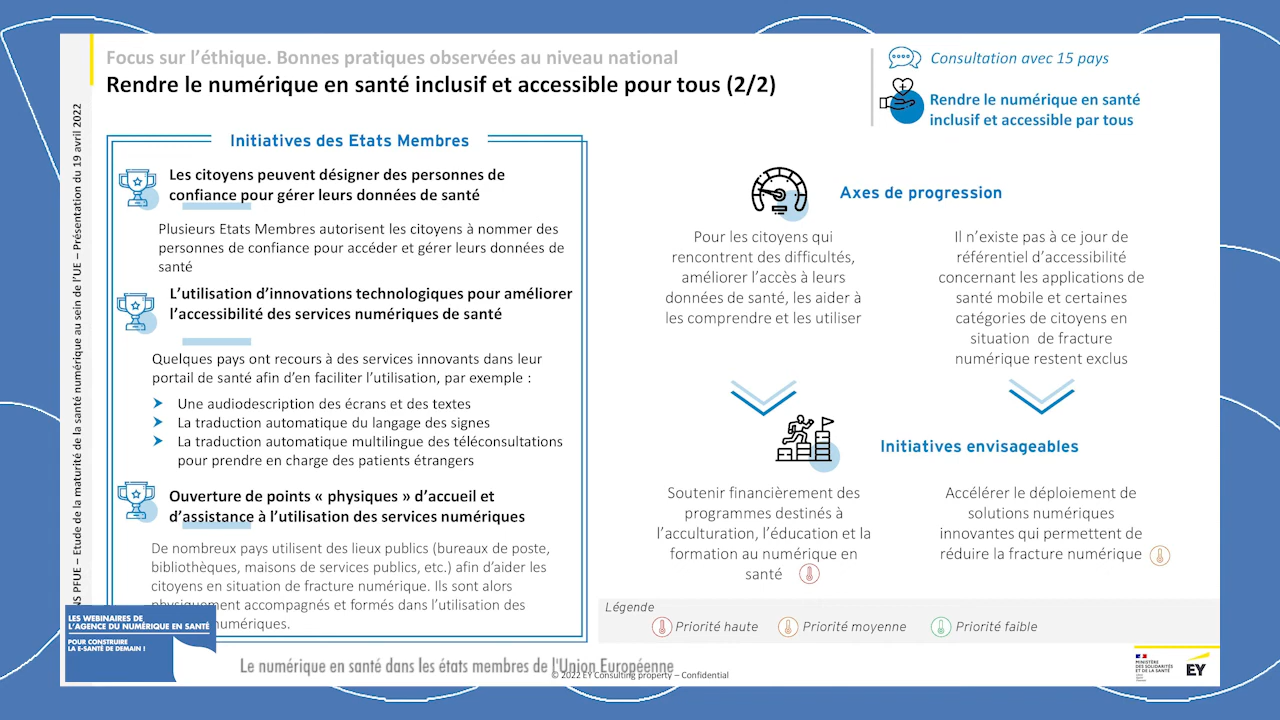 Focus sur l’éthique. Bonnes pratiques observées au niveau national
Rendre le numérique en santé inclusif et accessible pour tous (2/2)
Consultation avec 15 pays
Rendre le numérique en santé
inclusif et accessible par tous
NS PFUE – Etude de la maturité de la santé numérique au sein de l’UE – Présentation du 19 avril 2022
Initiatives des Etats Membres
Les citoyens peuvent désigner des personnes de
confiance pour gérer leurs données de santé
Plusieurs Etats Membres autorisent les citoyens à nommer des
personnes de confiance pour accéder et gérer leurs données de
santé
L’utilisation d’innovations technologiques pour améliorer
l’accessibilité des services numériques de santé
Quelques pays ont recours à des services innovants dans leur
portail de santé afin d’en faciliter l’utilisation, par exemple :
Une audiodescription des écrans et des textes
La traduction automatique du langage des signes
La traduction automatique multilingue des téléconsultations
pour prendre en charge des patients étrangers
Ouverture de points « physiques » d’accueil et
d’assistance à l’utilisation des services numériques
De nombreux pays utilisent des lieux publics (bureaux de poste,
bibliothèques, maisons de services publics, etc.) afin d’aider les
citoyens en situation de fracture numérique. Ils sont alors
physiquement accompagnés et formés dans l’utilisation des
numériques.
Axes de progression
Pour les citoyens qui
rencontrent des difficultés,
améliorer l’accès à leurs
données de santé, les aider à
les comprendre et les utiliser
Il n’existe pas à ce jour de
référentiel d’accessibilité
concernant les applications de
santé mobile et certaines
catégories de citoyens en
situation de fracture
numérique restent exclus
Initiatives envisageables
Soutenir financièrement des
programmes destinés à
l’acculturation, l’éducation et la
formation au numérique en
santé
Accélérer le déploiement de
solutions numériques
innovantes qui permettent de
réduire la fracture numérique
Légende
Priorité haute
Priorité moyenne
Priorité faible
LES WEBINAIRES DE
L’AGENCE DU NUMÉRIQUE EN SANTÉ
POUR CONSTRUIRE
LA E-SANTÉ DE DEMAIN !
Le numérique en santé dans les états membres de l'Union Européenne
© 2022 EY Consulting property – Confidential
MINISTÈRE
DES SOLIDARITÉS
ET DE LA SANTÉ
EY